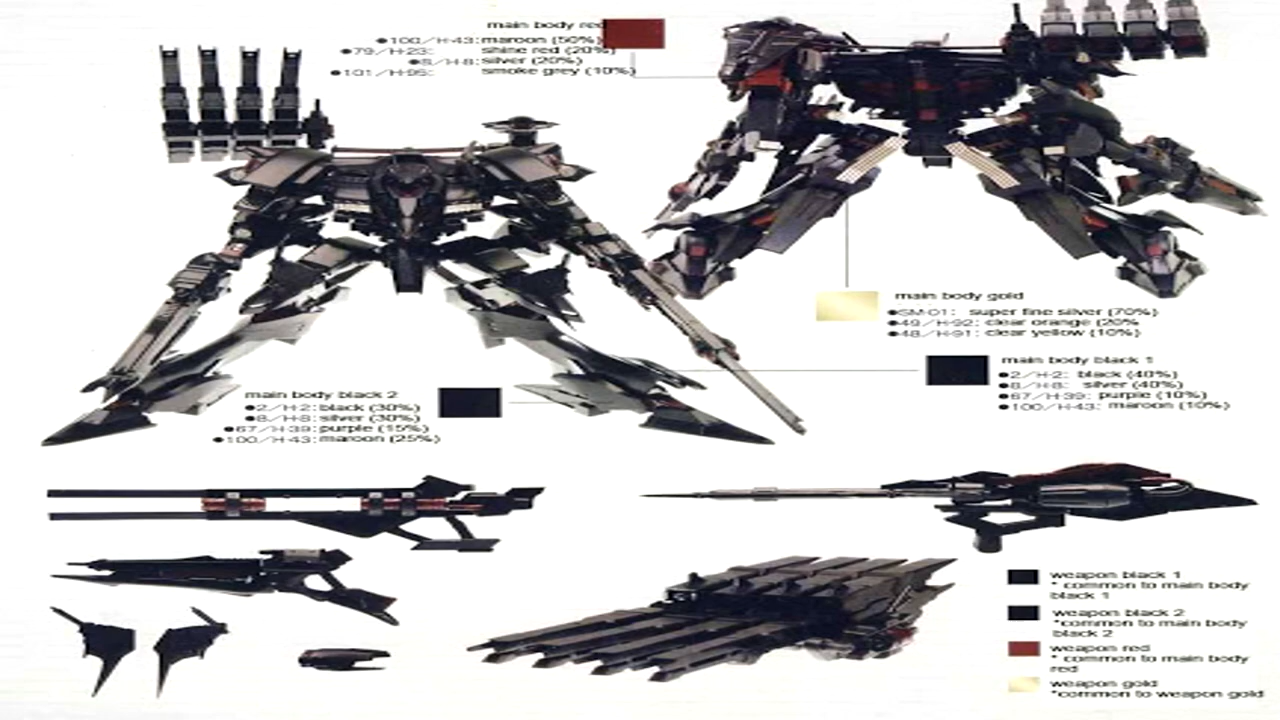 main body red
●100/H-43: maroon (50%)
●79/H-23: shine red (20%)
●8/H-8: silver (20%)
●101/H-95: smoke grey (10%)
main body gold
●SM-01: super fine silver (70%)
●49/H-92: clear orange (20%
●48/H-91: clear yellow (10%)
main body black 1
●2/H-2: black (40%)
●8/H-8: silver (40%)
●67/H-39: purple (10%)
●100/H-43: maroon (10%)
main body black 2
●2/H-2: black (30%)
●8/H-8: silver (30%)
●67/H-39: purple (15%)
●100/H-43: maroon (25%)
weapon black 1
* common to main body
black 1
weapon black 2
*common to main body
black 2
weapon red
* common to main body
red
weapon gold
*common to weapon gold